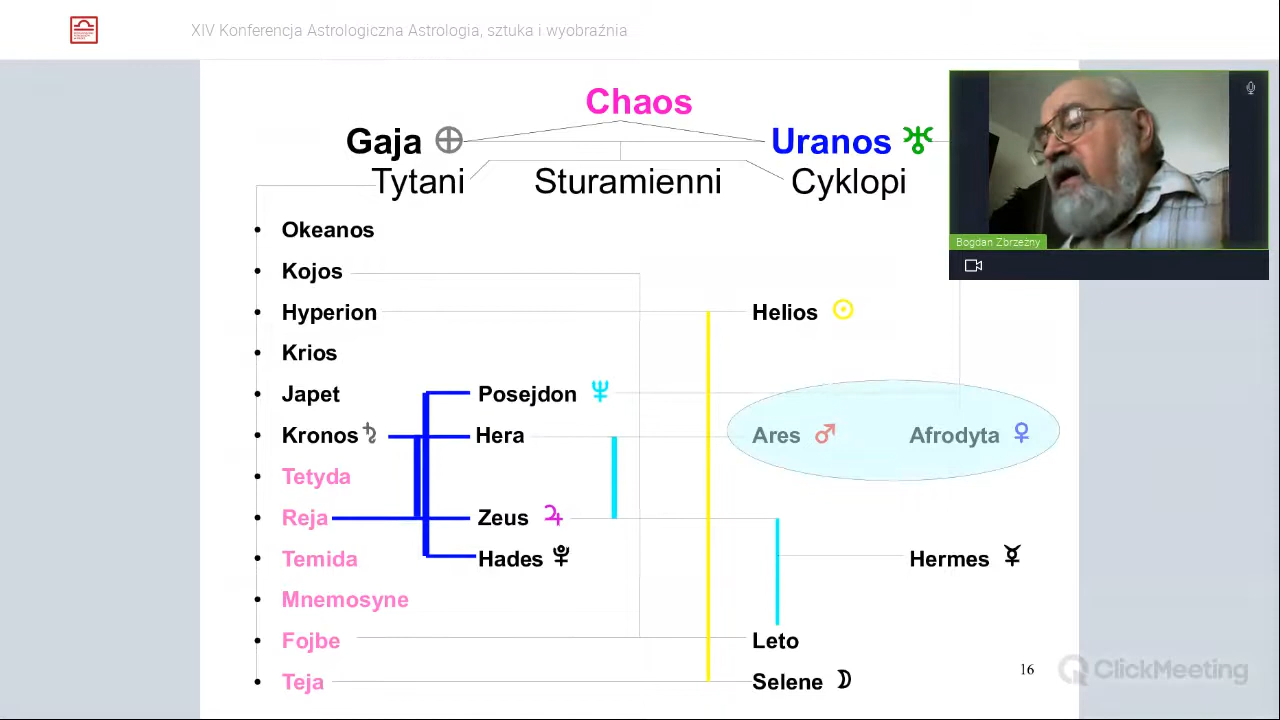 XIV Konferencja Astrologiczna Astrologia, sztuka i wyobraźnia
Chaos
Gaja Uranos
Tytani Sturamienni Cyklopi
Bogdan Zbrzeżny
• Okeanos
• Kojos
• Hyperion Helios
• Krios
• Japet Posejdon
• Kronos Hera Ares Afrodyta
• Tetyda
• Reja Zeus
• Temida Hades Hermes
• Mnemosyne
• Fojbe Leto
• Teja Selene
16
ClickMeeting